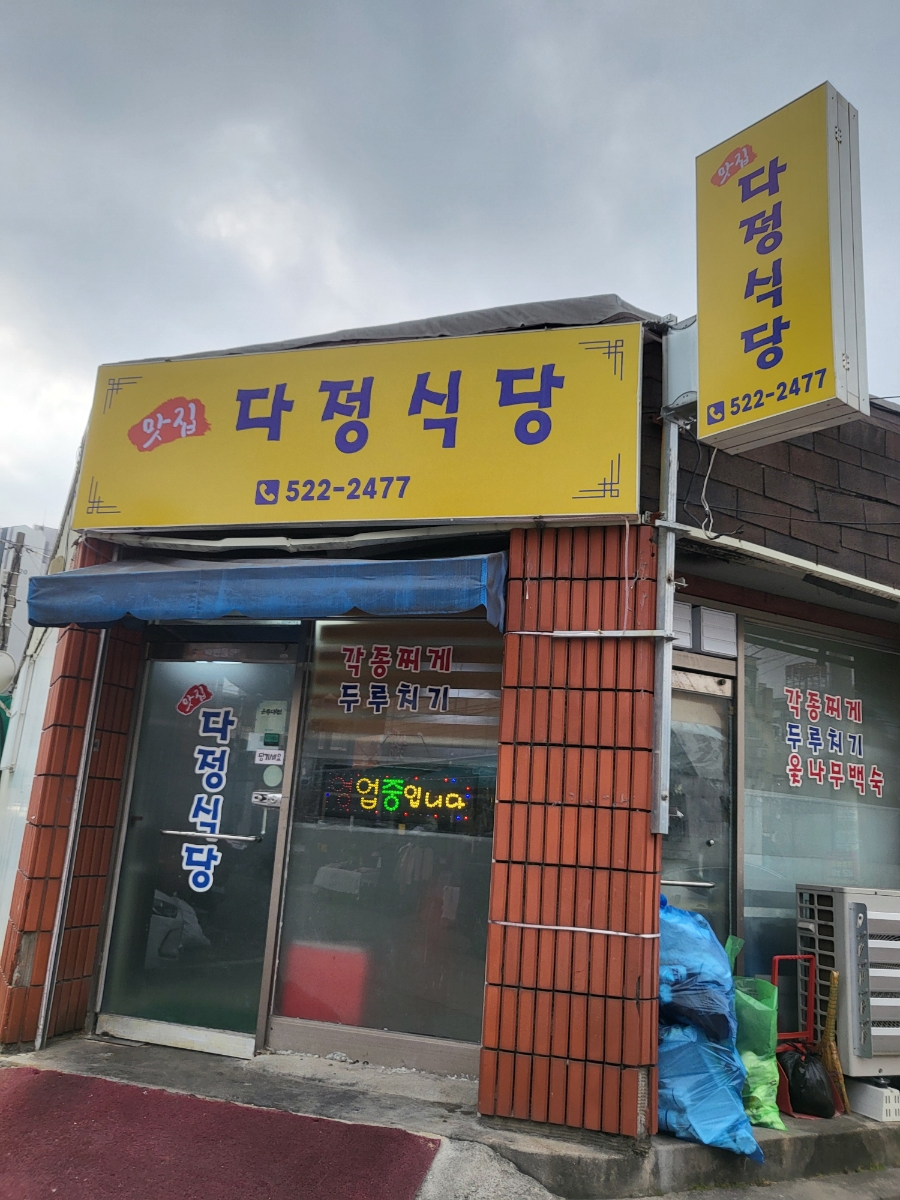 맛집 다정식당
522-2477
맛집
다정식당
522-2477
맛집
다정식당
각종찌게
두루치기
영업중입니다
각종찌게
두루치기
옻나무백숙